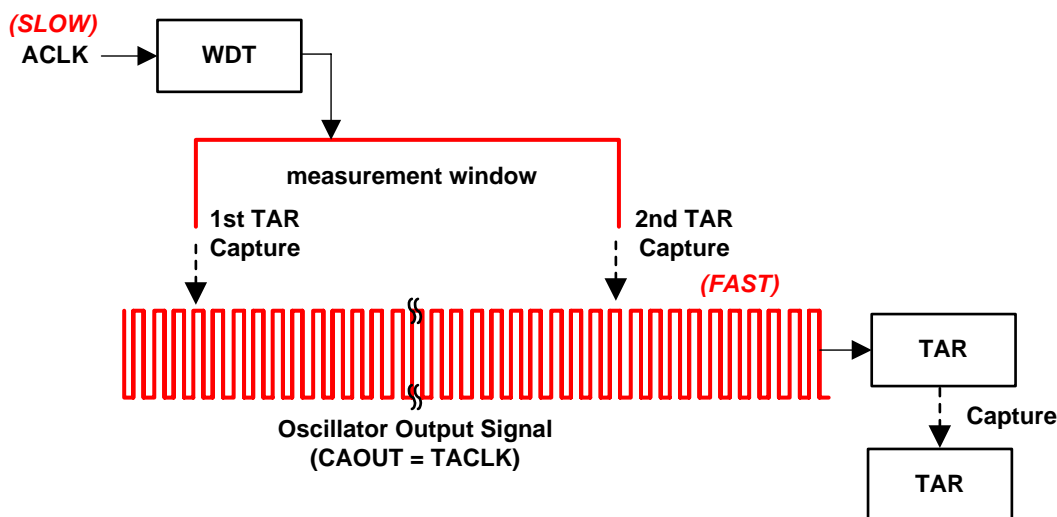 (SLOW)
ACLK
WDT
measurement window
1st TAR
Capture
2nd TAR
Capture
(FAST)
TAR
Capture
Oscillator Output Signal
(CAOUT = TACLK)
TAR